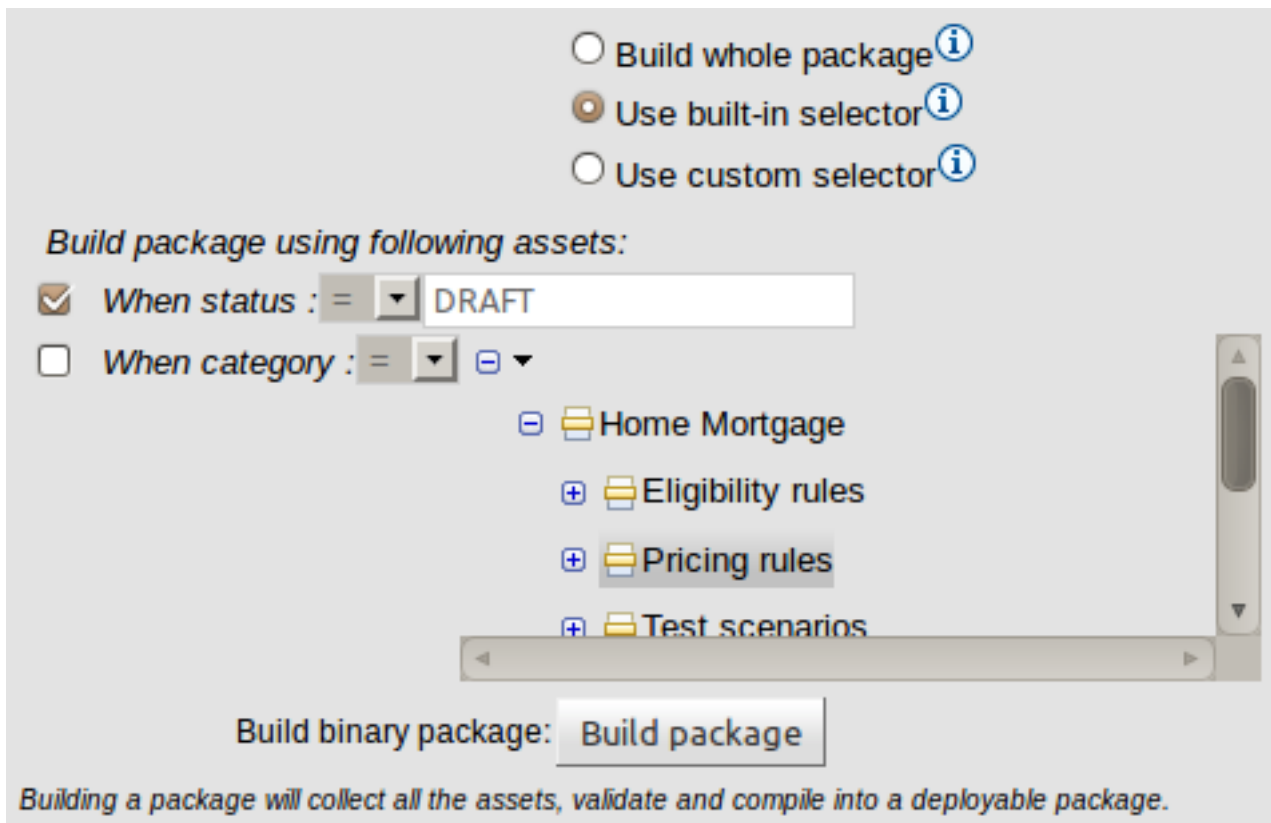 Build whole package
Use built-in selector
Use custom selector
Build package using following assets:
When status : = DRAFT
When category : =
Home Mortgage
Eligibility rules
Pricing rules
Test scenarios
Build binary package: Build package
Building a package will collect all the assets, validate and compile into a deployable package.